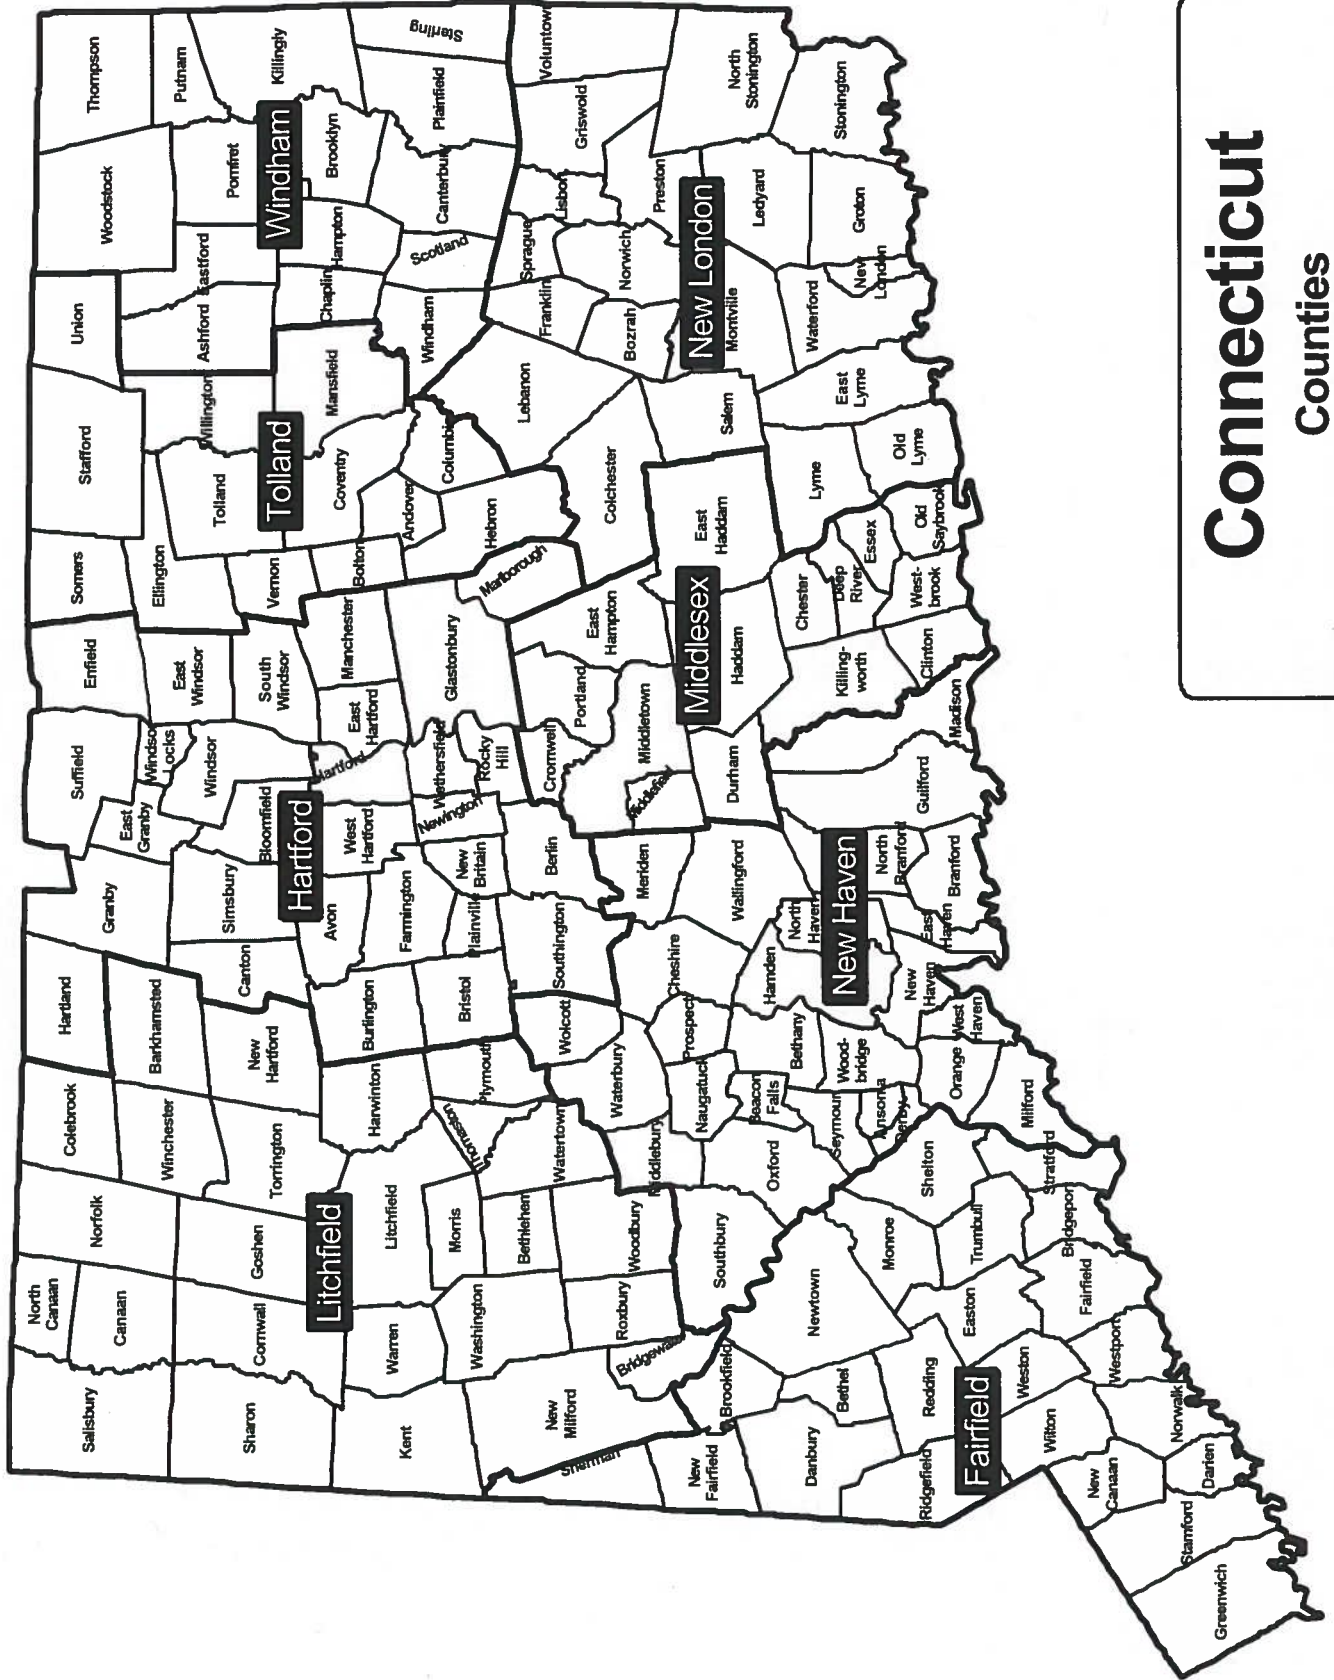 North
Canaan
Salisbury
Canaan
Norfolk
Colebrook
Hartland
Suffield
Enfield
Somers
Stafford
Union
Woodstock
Thompson
Barkhamsted
Winchester
Granby
East
Granby
Windsor
Locks
East
Windsor
Ellington
Willington
Ashford
Eastford
Pomfret
Putnam
Sharon
Cornwall
Goshen
Torrington
New
Hartford
Canton
Simsbury
Bloomfield
Windsor
South
Windsor
Vernon
Tolland
Tolland
Windham
Killingly
Litchfield
Hartford
Kent
Warren
Litchfield
Harwinton
Burlington
Avon
West
Hartford
Hartford
East
Hartford
Manchester
Bolton
Coventry
Mansfield
Chaplin
Hampton
Brooklyn
Sterling
New
Milford
Washington
Morris
Bethlehem
Thomaston
Plymouth
Bristol
Farmington
Plainville
New
Britain
Newington
Wethersfield
Rocky
Hill
Glastonbury
Marlborough
Hebron
Andover
Columbia
Windham
Scotland
Canterbury
Plainfield
Sherman
Bridgewater
Roxbury
Woodbury
Watertown
Wolcott
Southington
Berlin
Cromwell
Portland
East
Hampton
Colchester
Lebanon
Franklin
Sprague
Lisbon
Griswold
Voluntown
New
Fairfield
Brookfield
Southbury
Middlebury
Waterbury
Naugatuck
Prospect
Cheshire
Meriden
Middlefield
Middletown
Middlesex
Haddam
East
Haddam
Salem
Bozrah
Norwich
Preston
New London
Montville
Ledyard
North
Stonington
Danbury
Bethel
Newtown
Oxford
Beacon
Falls
Bethany
Hamden
North
Haven
Wallingford
Durham
Killing-
worth
Chester
Deep
River
Essex
Lyme
East
Lyme
Waterford
New
London
Groton
Stonington
Ridgefield
Redding
Monroe
Seymour
Ansonia
Derby
Wood-
bridge
New Haven
North
Branford
Guilford
Madison
Clinton
West-
brook
Old
Saybrook
Old
Lyme
Fairfield
Easton
Trumbull
Shelton
Orange
West
Haven
New
Haven
East
Haven
Branford
Wilton
Weston
Fairfield
Bridgeport
Stratford
Milford
New
Canaan
Norwalk
Westport
Greenwich
Stamford
Darien
Connecticut
Counties